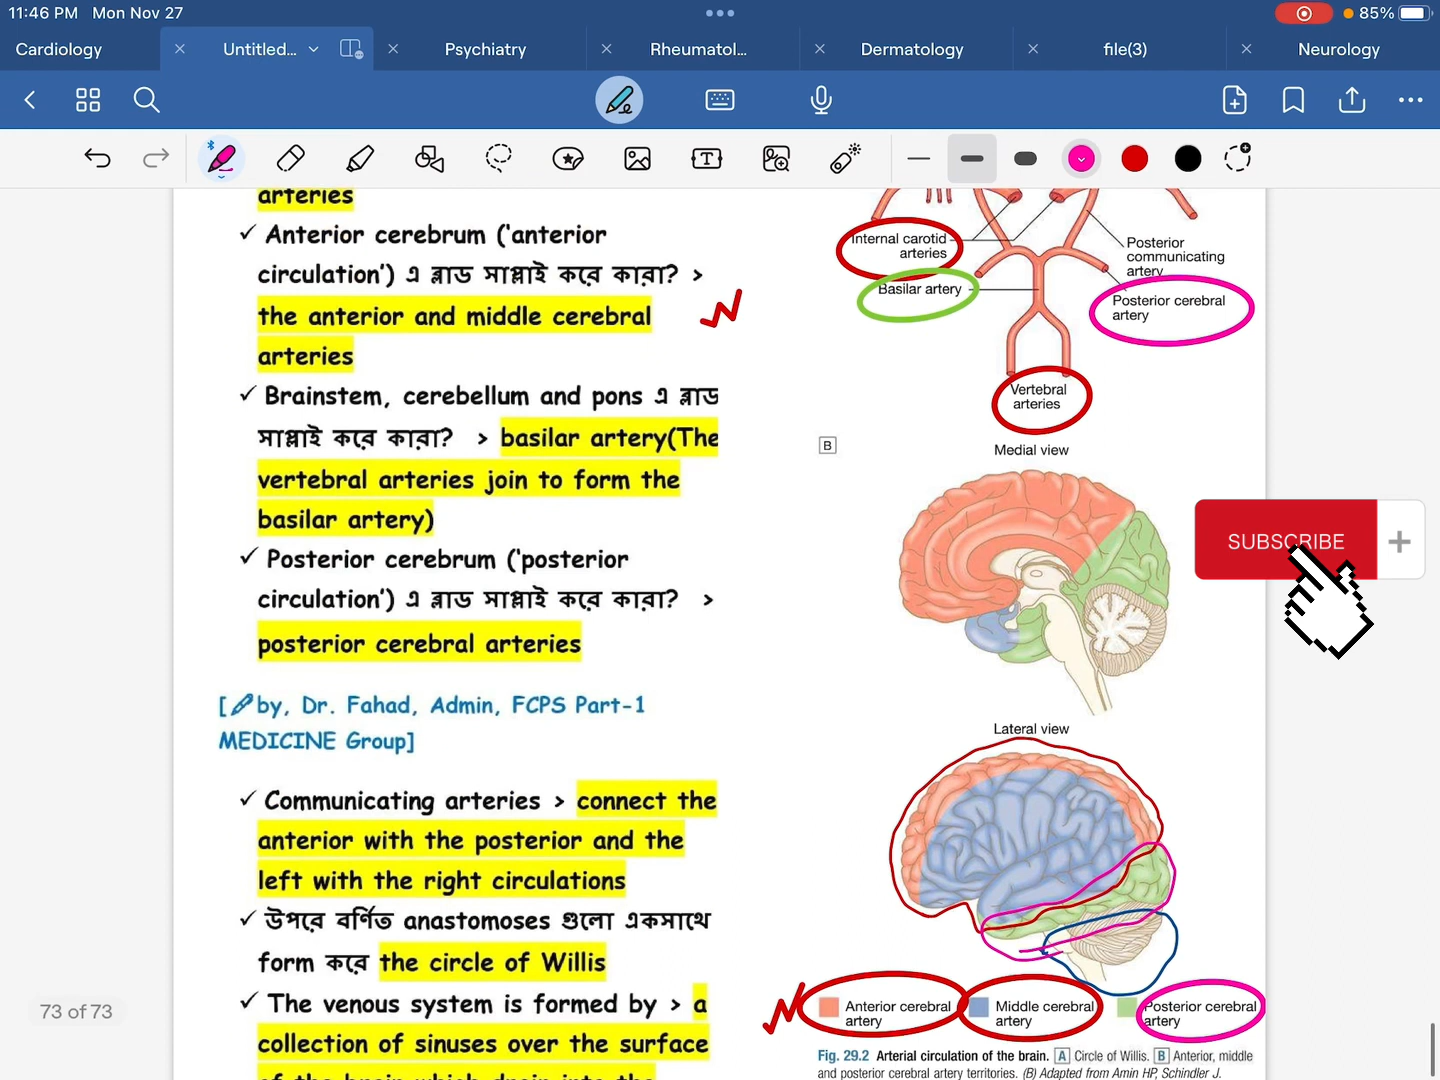 11:46 PM Mon Nov 27
85%
Cardiology
Untitled...
Psychiatry
Rheumatol...
Dermatology
file(3)
Neurology
arteries
✓ Anterior cerebrum ('anterior
circulation') এ ব্লাড সাপ্লাই করে কারা? >
the anterior and middle cerebral
arteries
✓ Brainstem, cerebellum and pons এ ব্লাড
সাপ্লাই করে কারা? > basilar artery(The
vertebral arteries join to form the
basilar artery)
✓ Posterior cerebrum ('posterior
circulation') এ ব্লাড সাপ্লাই করে কারা? >
posterior cerebral arteries
[by, Dr. Fahad, Admin, FCPS Part-1
MEDICINE Group]
✓ Communicating arteries > connect the
anterior with the posterior and the
left with the right circulations
✓ উপরে বর্ণিত anastomoses গুলো একসাথে
form করে the circle of Willis
✓ The venous system is formed by > a
collection of sinuses over the surface
of the brain which drain into the
73 of 73
Internal carotid
arteries
Basilar artery
Posterior
communicating
artery
Posterior cerebral
artery
Vertebral
arteries
B
Medial view
SUBSCRIBE
Lateral view
Anterior cerebral
artery
Middle cerebral
artery
Posterior cerebral
artery
Fig. 29.2 Arterial circulation of the brain. A Circle of Willis. B Anterior, middle
and posterior cerebral artery territories. (B) Adapted from Amin HP, Schindler J.